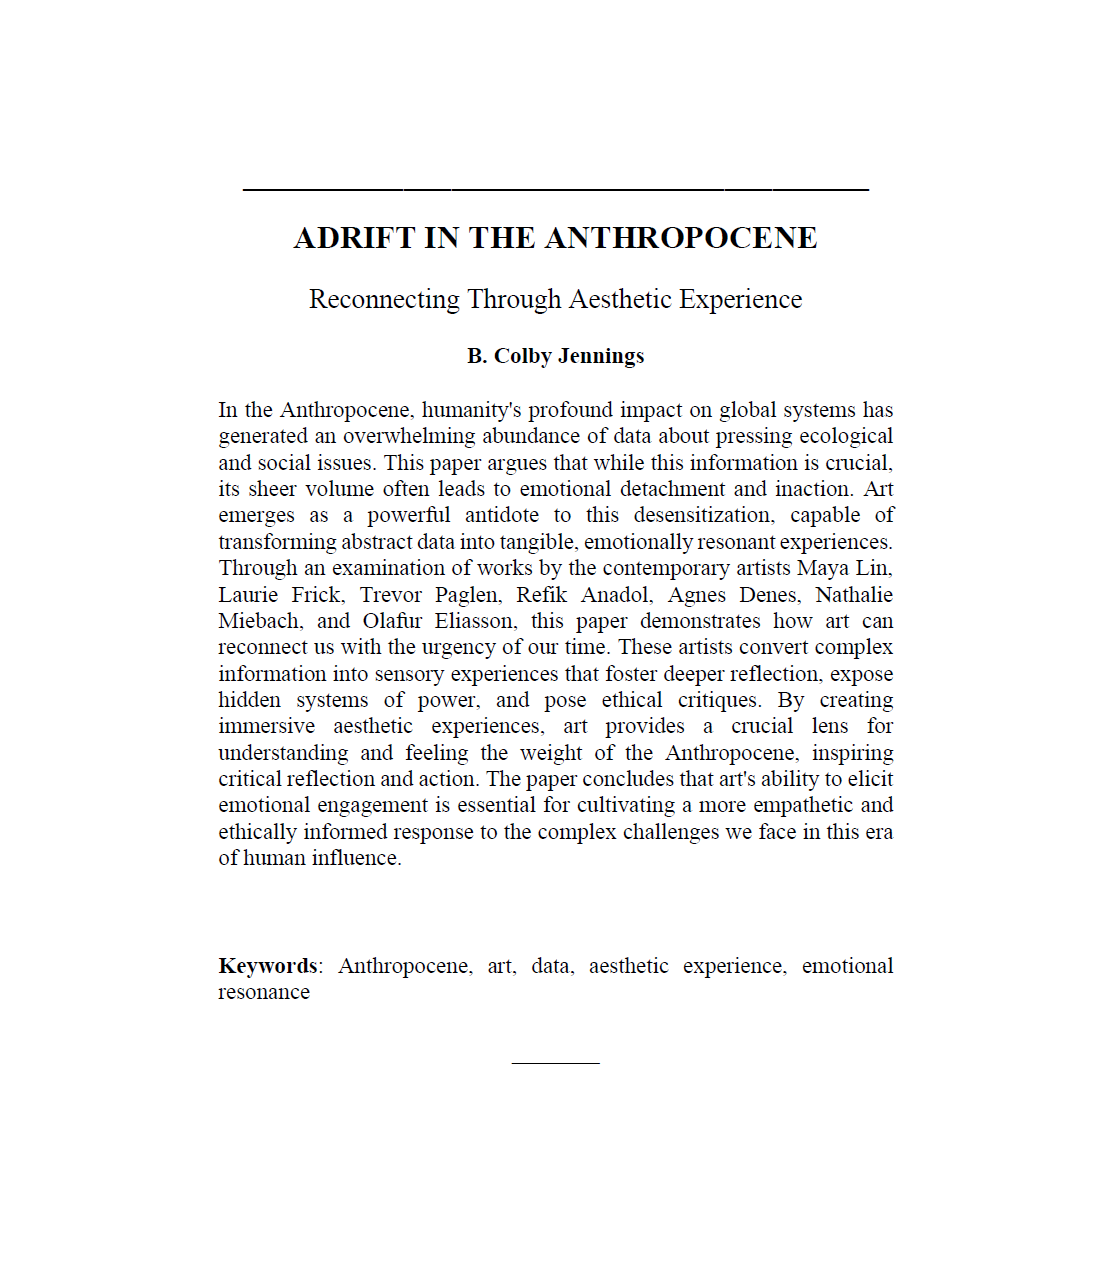 ADRIFT IN THE ANTHROPOCENE
Reconnecting Through Aesthetic Experience
B. Colby Jennings
In the Anthropocene, humanity's profound impact on global systems has
generated an overwhelming abundance of data about pressing ecological
and social issues. This paper argues that while this information is crucial,
its sheer volume often leads to emotional detachment and inaction. Art
emerges as a powerful antidote to this desensitization, capable of
transforming abstract data into tangible, emotionally resonant experiences.
Through an examination of works by the contemporary artists Maya Lin,
Laurie Frick, Trevor Paglen, Refik Anadol, Agnes Denes, Nathalie
Miebach, and Olafur Eliasson, this paper demonstrates how art can
reconnect us with the urgency of our time. These artists convert complex
information into sensory experiences that foster deeper reflection, expose
hidden systems of power, and pose ethical critiques. By creating
immersive aesthetic experiences, art provides a crucial lens for
understanding and feeling the weight of the Anthropocene, inspiring
critical reflection and action. The paper concludes that art's ability to elicit
emotional engagement is essential for cultivating a more empathetic and
ethically informed response to the complex challenges we face in this era
of human influence.
Keywords: Anthropocene, art, data, aesthetic experience, emotional
resonance